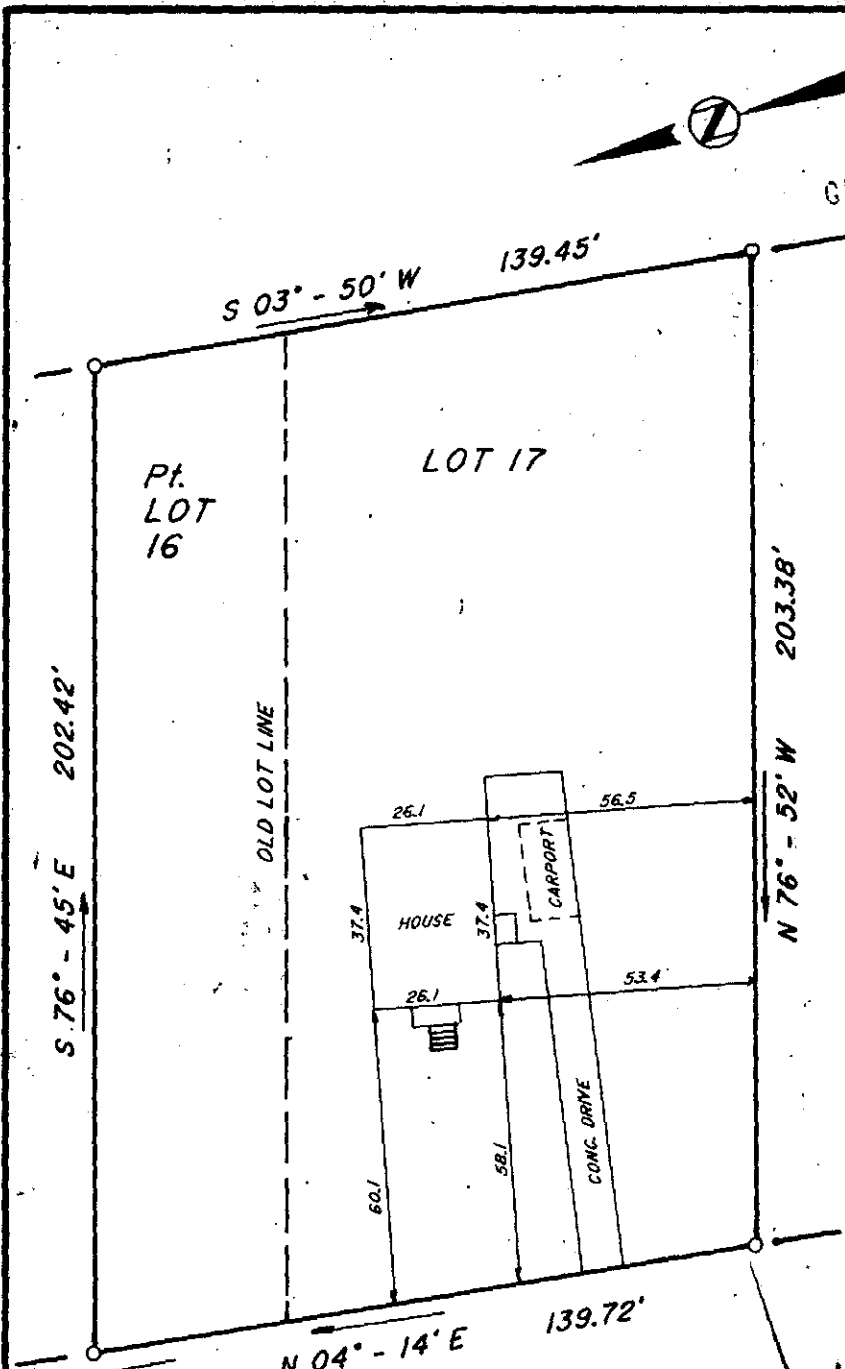 Z
S 03° - 50' W
139.45'
Pt.
LOT
16
LOT 17
203.38'
202.42'
OLD LOT LINE
N 76° - 52' W
S 76° - 45' E
26.1
56.5
CARPORT
37.4
HOUSE
37.4
26.1
53.4
CONC. DRIVE
58.1
60.1
139.72'
N 04° - 14' E